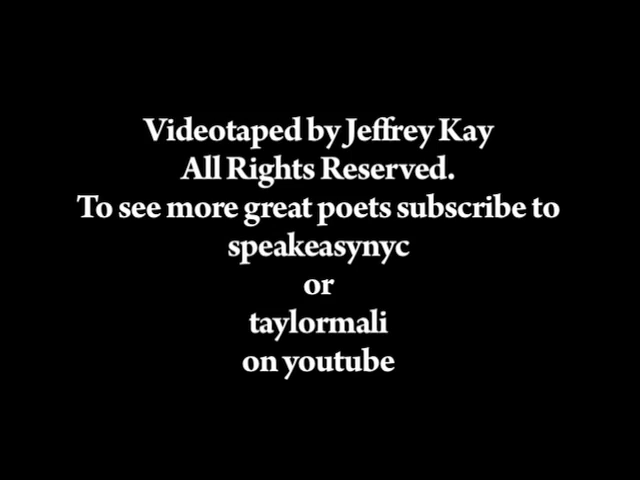 Videotaped by Jeffrey Kay
All Rights Reserved.
To see more great poets subscribe to
speakeasynyc
or
taylormali
on youtube